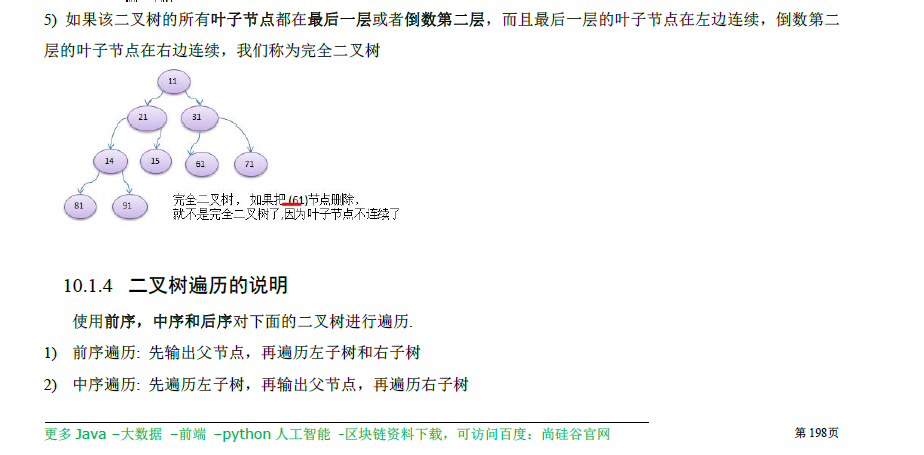 5) 如果该二叉树的所有叶子节点都在最后一层或者倒数第二层，而且最后一层的叶子节点在左边连续，倒数第二
层的叶子节点在右边连续，我们称为完全二叉树
11
21 31
14 15 61 71
81 91
完全二叉树， 如果把 (61)节点删除，
就不是完全二叉树了,因为叶子节点不连续了
10.1.4 二叉树遍历的说明
使用前序，中序和后序对下面的二叉树进行遍历.
1) 前序遍历: 先输出父节点，再遍历左子树和右子树
2) 中序遍历: 先遍历左子树，再输出父节点，再遍历右子树
更多 Java –大数据 –前端 –python 人工智能 -区块链资料下载，可访问百度：尚硅谷官网
第 198页